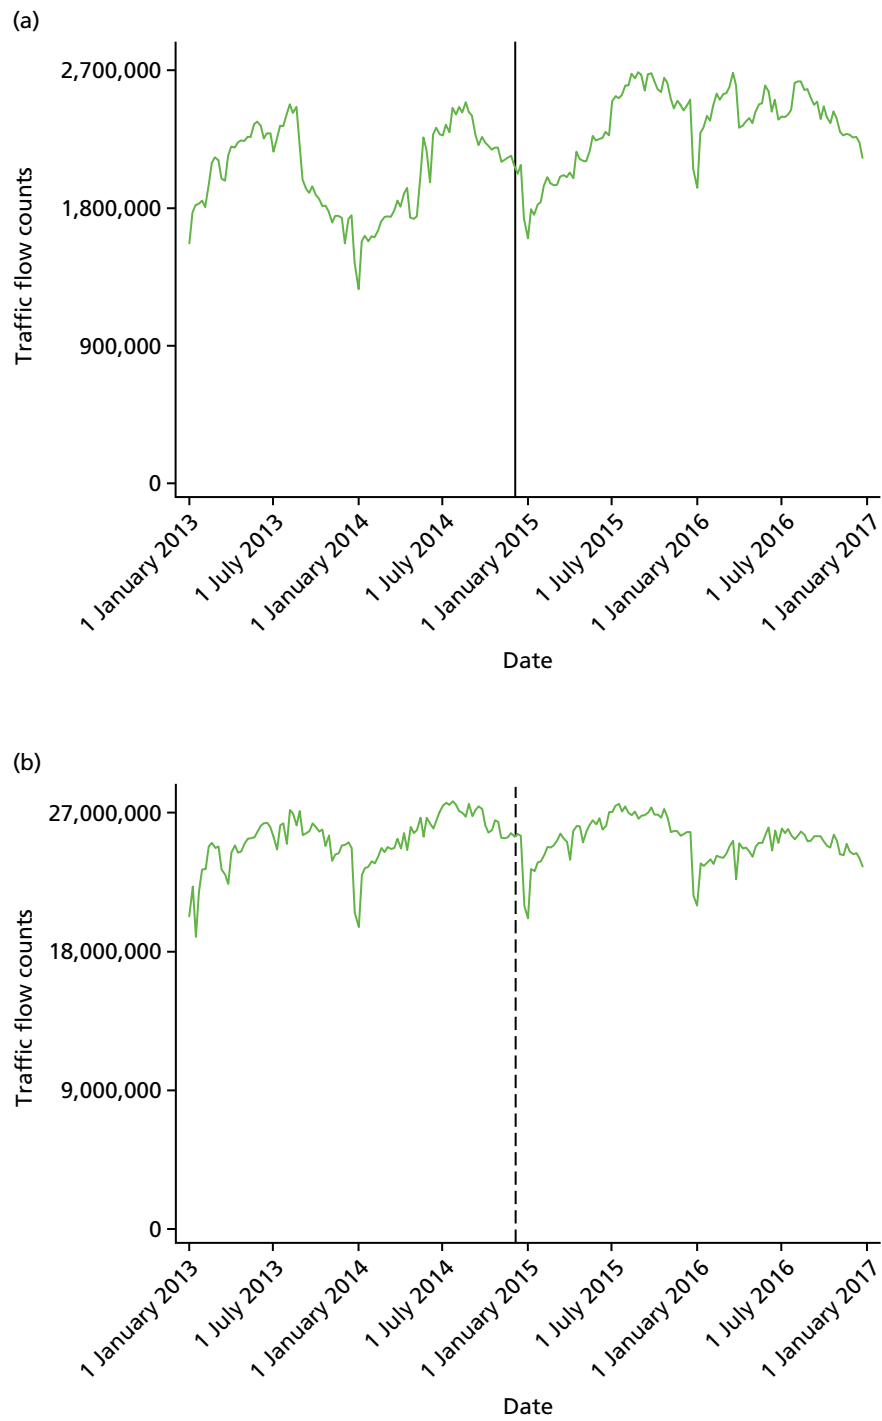 (a)
2,700,000
1,800,000
900,000
0
Traffic flow counts
1 January 2013
1 July 2013
1 January 2014
1 July 2014
1 January 2015
1 July 2015
1 January 2016
1 July 2016
1 January 2017
Date
(b)
27,000,000
18,000,000
9,000,000
0
Traffic flow counts
1 January 2013
1 July 2013
1 January 2014
1 July 2014
1 January 2015
1 July 2015
1 January 2016
1 July 2016
1 January 2017
Date